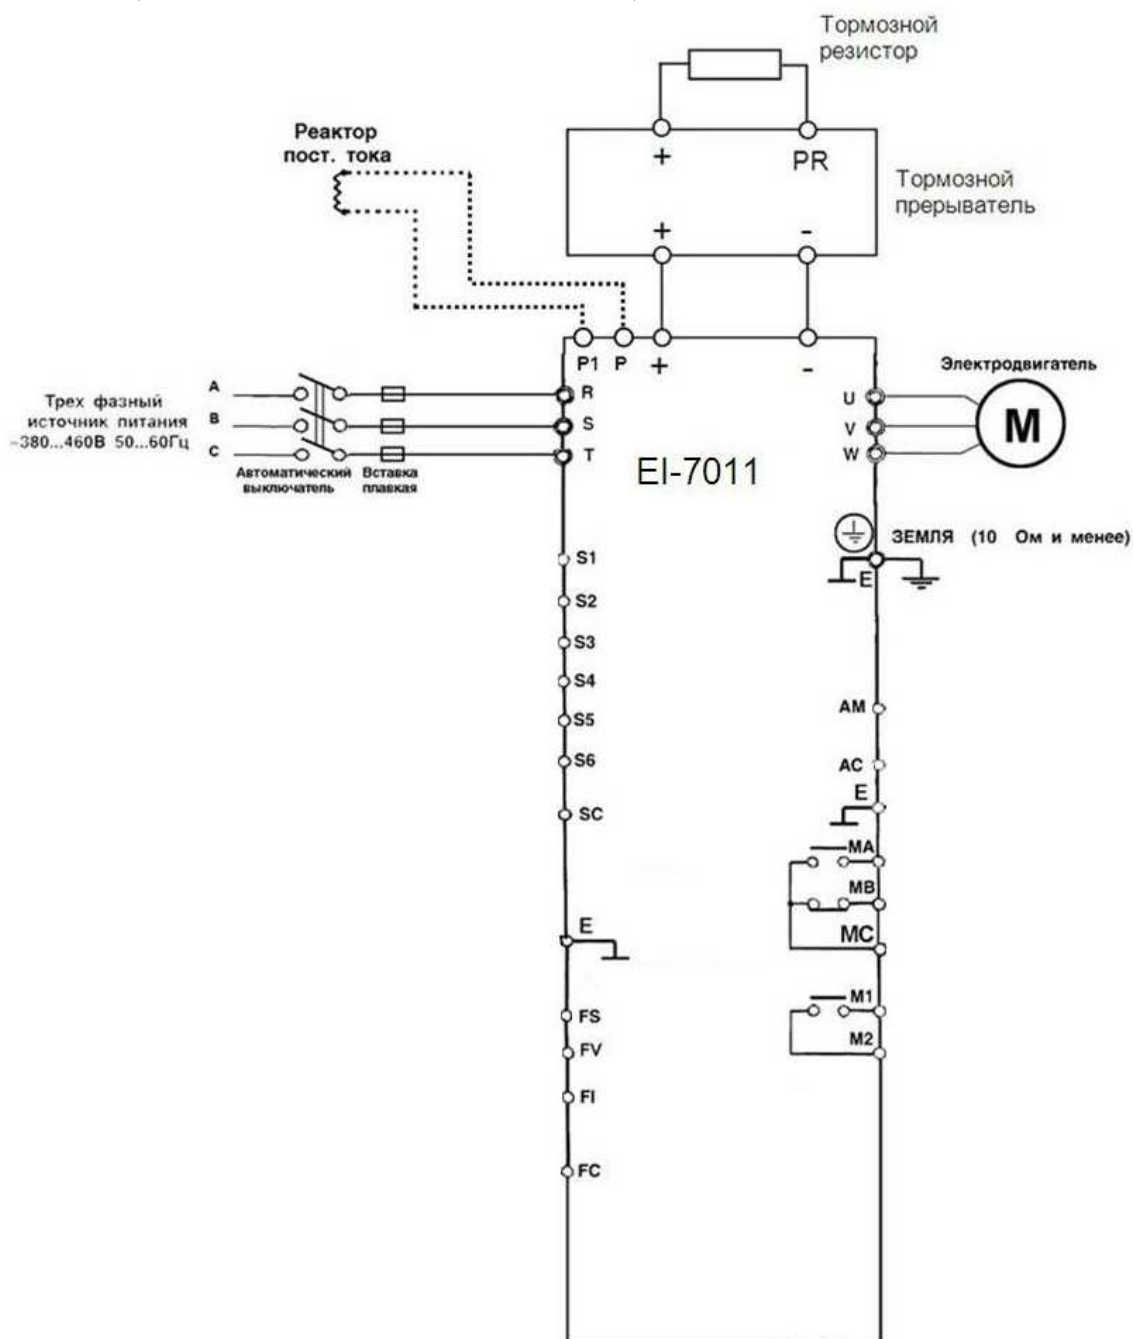 Тормозной
резистор
Реактор
пост. тока
+
PR
Тормозной
прерыватель
+
-
P1
P
+
-
Электродвигатель
A
R
U
Трех фазный
источник питания
~380...460В 50...60Гц
B
S
V
M
C
T
W
Автоматический
выключатель
Вставка
плавкая
EI-7011
ЗЕМЛЯ (10 Ом и менее)
E
S1
S2
S3
S4
S5
S6
SC
AM
AC
E
MA
MB
MC
E
M1
M2
FS
FV
FI
FC